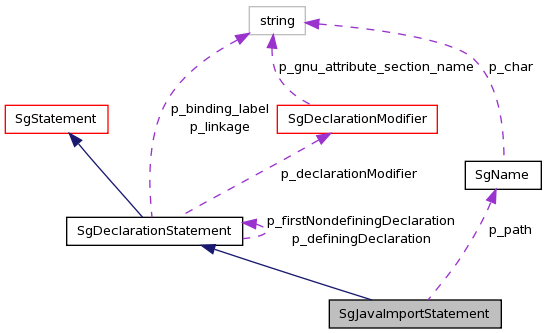 string
p_gnu_attribute_section_name
p_char
p_binding_label
p_linkage
SgStatement
SgDeclarationModifier
p_declarationModifier
SgName
p_firstNondefiningDeclaration
p_definingDeclaration
SgDeclarationStatement
p_path
SgJavaImportStatement